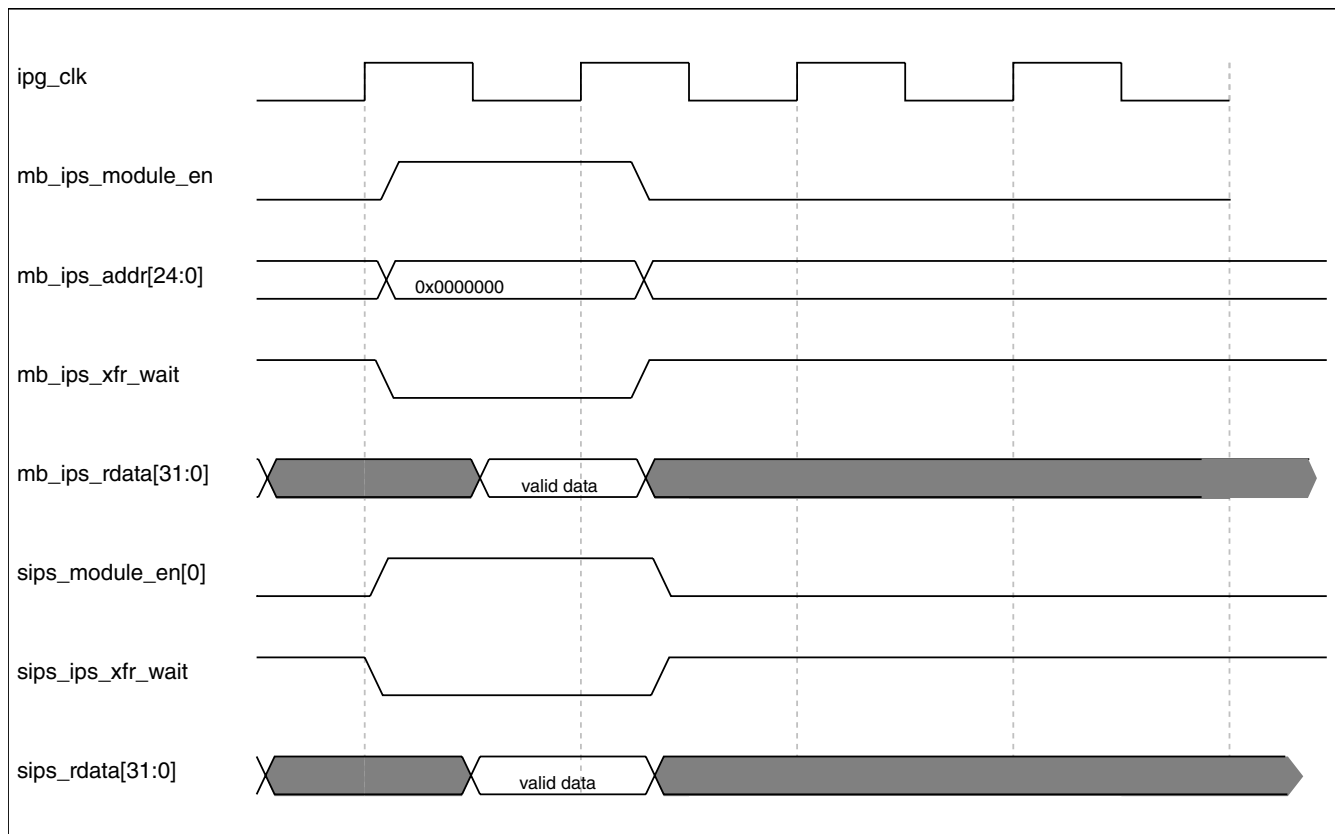 ipg_clk
mb_ips_module_en
mb_ips_addr[24:0]
0x0000000
mb_ips_xfr_wait
mb_ips_rdata[31:0]
valid data
sips_module_en[0]
sips_ips_xfr_wait
sips_rdata[31:0]
valid data